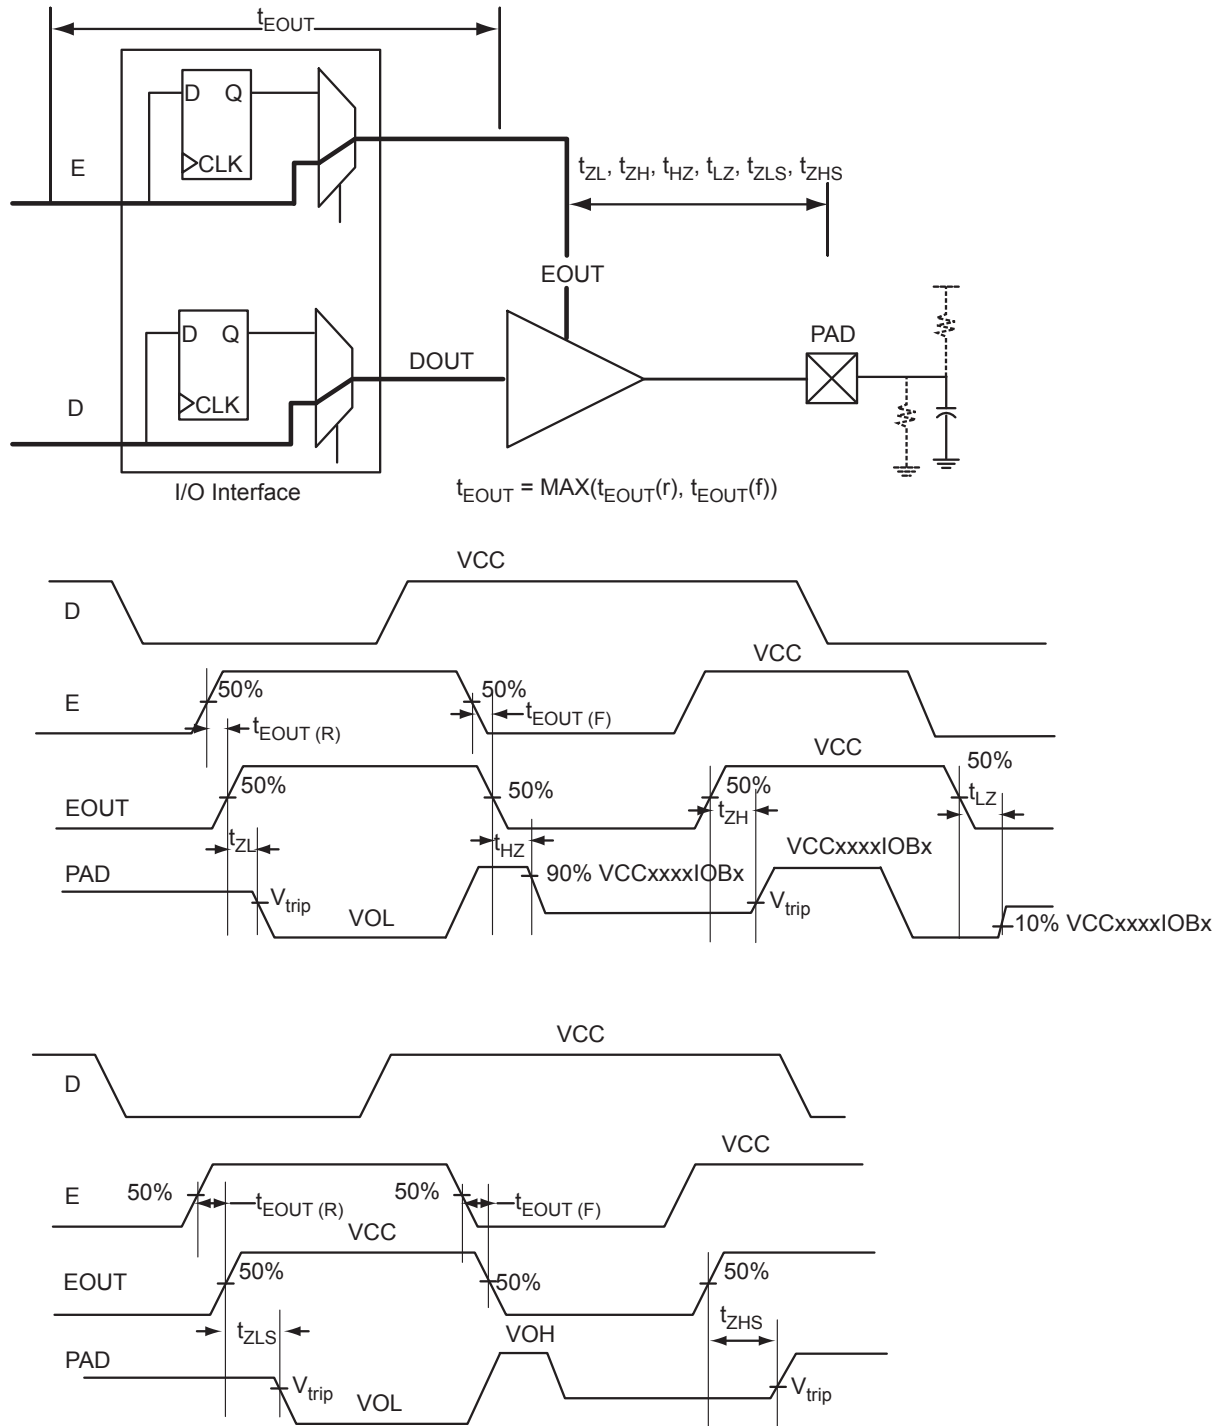 tEOUT
D Q
CLK
E
tZL, tZH, tHZ, tLZ, tZLS, tZHS
EOUT
D Q
CLK
DOUT
PAD
D
I/O Interface
tEOUT = MAX(tEOUT(r), tEOUT(f))
VCC
D
VCC
E
50%
50%
tEOUT (R)
tEOUT (F)
VCC
50%
EOUT
50%
50%
50%
tZL
tHZ
tZH
tLZ
PAD
90% VCCxxxxIOBx
VCCxxxxIOBx
Vtrip
VOL
Vtrip
10% VCCxxxxIOBx
VCC
D
VCC
E
50%
50%
tEOUT (R)
tEOUT (F)
VCC
EOUT
50%
50%
50%
tZLS
VOH
tZHS
PAD
Vtrip
VOL
Vtrip